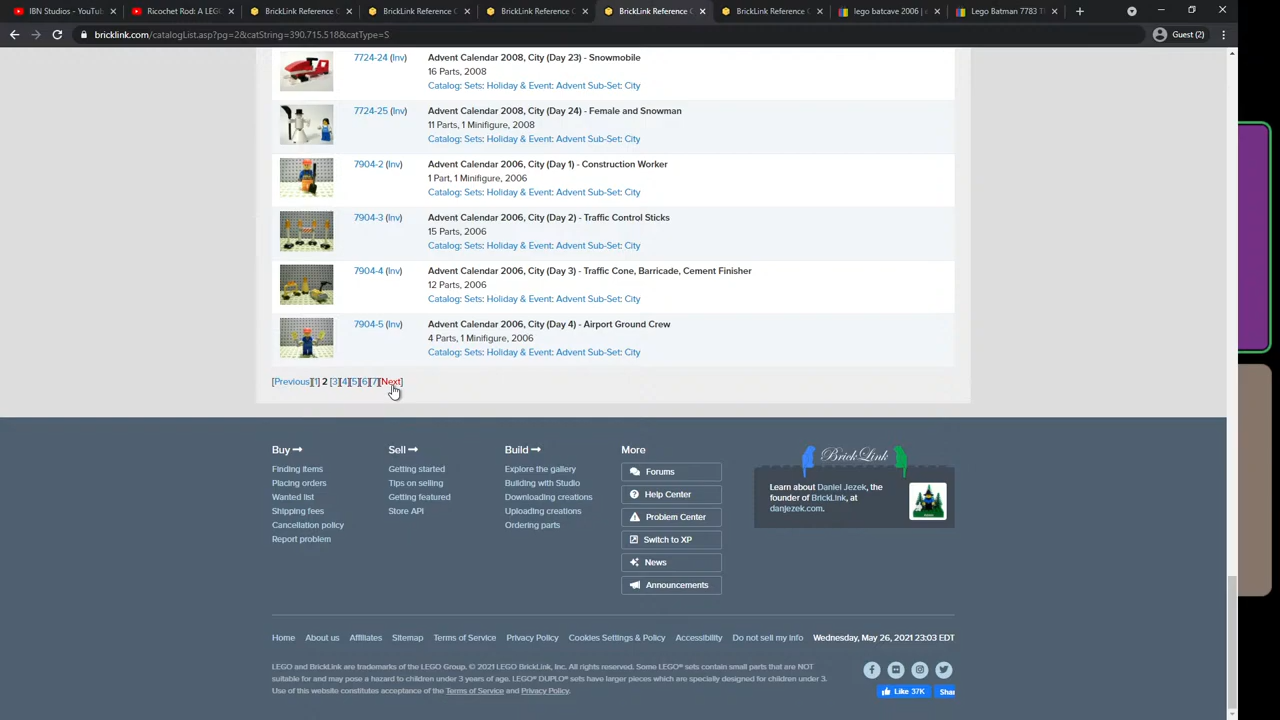 IBN Studios - YouTube
Ricochet Rod: A LEGO
BrickLink Reference C
BrickLink Reference C
BrickLink Reference C
BrickLink Reference C
BrickLink Reference C
lego batcave 2006 |
Lego Batman 7783 T
bricklink.com/catalogList.asp?pg=2&catString=390.715.518&catType=S
Guest (2)
7724-24 (Inv)
Advent Calendar 2008, City (Day 23) - Snowmobile
16 Parts, 2008
Catalog: Sets: Holiday & Event: Advent Sub-Set: City
7724-25 (Inv)
Advent Calendar 2008, City (Day 24) - Female and Snowman
11 Parts, 1 Minifigure, 2008
Catalog: Sets: Holiday & Event: Advent Sub-Set: City
7904-2 (Inv)
Advent Calendar 2006, City (Day 1) - Construction Worker
1 Part, 1 Minifigure, 2006
Catalog: Sets: Holiday & Event: Advent Sub-Set: City
7904-3 (Inv)
Advent Calendar 2006, City (Day 2) - Traffic Control Sticks
15 Parts, 2006
Catalog: Sets: Holiday & Event: Advent Sub-Set: City
7904-4 (Inv)
Advent Calendar 2006, City (Day 3) - Traffic Cone, Barricade, Cement Finisher
12 Parts, 2006
Catalog: Sets: Holiday & Event: Advent Sub-Set: City
7904-5 (Inv)
Advent Calendar 2006, City (Day 4) - Airport Ground Crew
4 Parts, 1 Minifigure, 2006
Catalog: Sets: Holiday & Event: Advent Sub-Set: City
[Previous][1] 2 [3][4][5][6][7][Next]
Buy
Finding items
Placing orders
Wanted list
Shipping fees
Cancellation policy
Report problem
Sell
Getting started
Tips on selling
Getting featured
Store API
Build
Explore the gallery
Building with Studio
Downloading creations
Uploading creations
Ordering parts
More
Forums
Help Center
Problem Center
Switch to XP
News
Announcements
BrickLink
Learn about Daniel Jezek, the
founder of BrickLink, at
danjezek.com.
Home About us Affiliates Sitemap Terms of Service Privacy Policy Cookies Settings & Policy Accessibility Do not sell my info Wednesday, May 26, 2021 23:03 EDT
LEGO and BrickLink are trademarks of the LEGO Group. © 2021 LEGO BrickLink, Inc. All rights reserved. Some LEGO® sets contain small parts that are NOT
suitable for and may pose a hazard to children under 3 years of age. LEGO® DUPLO® sets have larger pieces which are specially designed for children under 3.
Use of this website constitutes acceptance of the Terms of Service and Privacy Policy.
Like 37K
Shar